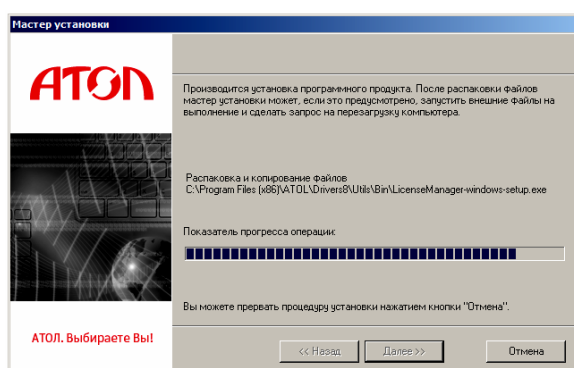 Мастер установки
АТОЛ
Производится установка программного продукта. После распаковки файлов
мастер установки может, если это предусмотрено, запустить внешние файлы на
выполнение и сделать запрос на перезагрузку компьютера.
Распаковка и копирование файлов
C:\Program Files (x86)\ATOL\Drivers8\Utils\Bin\LicenseManager-windows-setup.exe
Показатель прогресса операции:
Вы можете прервать процедуру установки нажатием кнопки "Отмена".
АТОЛ. Выбираете Вы!
<< Назад
Далее >>
Отмена